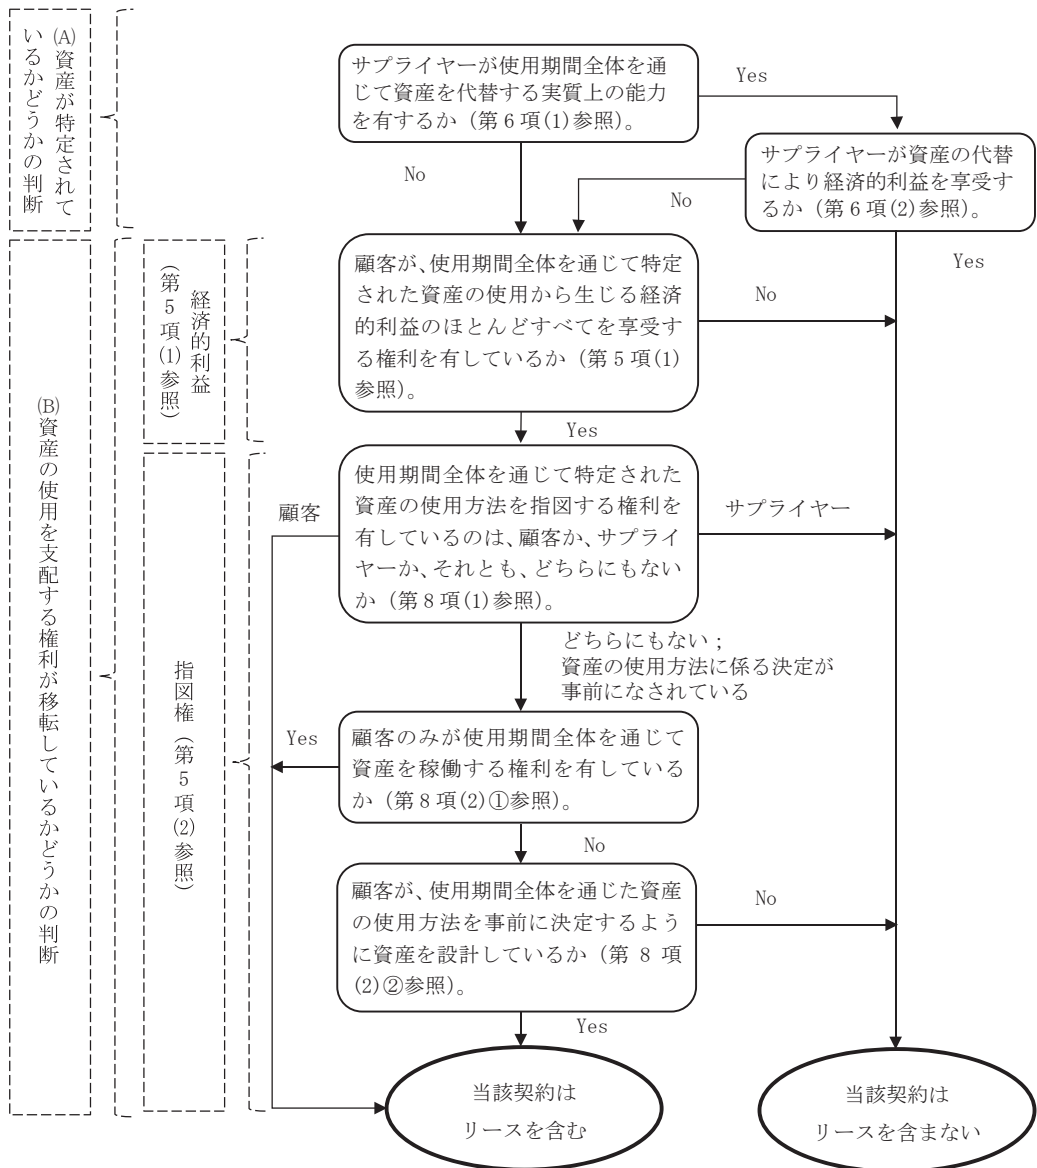 (A)資産が特定されて
いるかどうかの判断
サプライヤーが使用期間全体を通
じて資産を代替する実質上の能力
を有するか（第６項(1)参照）。
Yes
サプライヤーが資産の代替
により経済的利益を享受す
るか（第６項(2)参照）。
No
No
Yes
(B)資産の使用を支配する権利が移転しているかどうかの判断
経済的利益
（第５項(1)参照）
顧客が、使用期間全体を通じて特定
された資産の使用から生じる経済
的利益のほとんどすべてを享受す
る権利を有しているか（第５項(1)
参照）。
No
Yes
指図権（第５項(2)参照）
使用期間全体を通じて特定された
資産の使用方法を指図する権利を
有しているのは、顧客か、サプライ
ヤーか、それとも、どちらにもない
か（第８項(1)参照）。
顧客
サプライヤー
どちらにもない；
資産の使用方法に係る決定が
事前になされている
顧客のみが使用期間全体を通じて
資産を稼働する権利を有している
か（第８項(2)①参照）。
Yes
No
顧客が、使用期間全体を通じた資産
の使用方法を事前に決定するよう
に資産を設計しているか（第 8 項
(2)②参照）。
No
Yes
当該契約は
リースを含む
当該契約は
リースを含まない